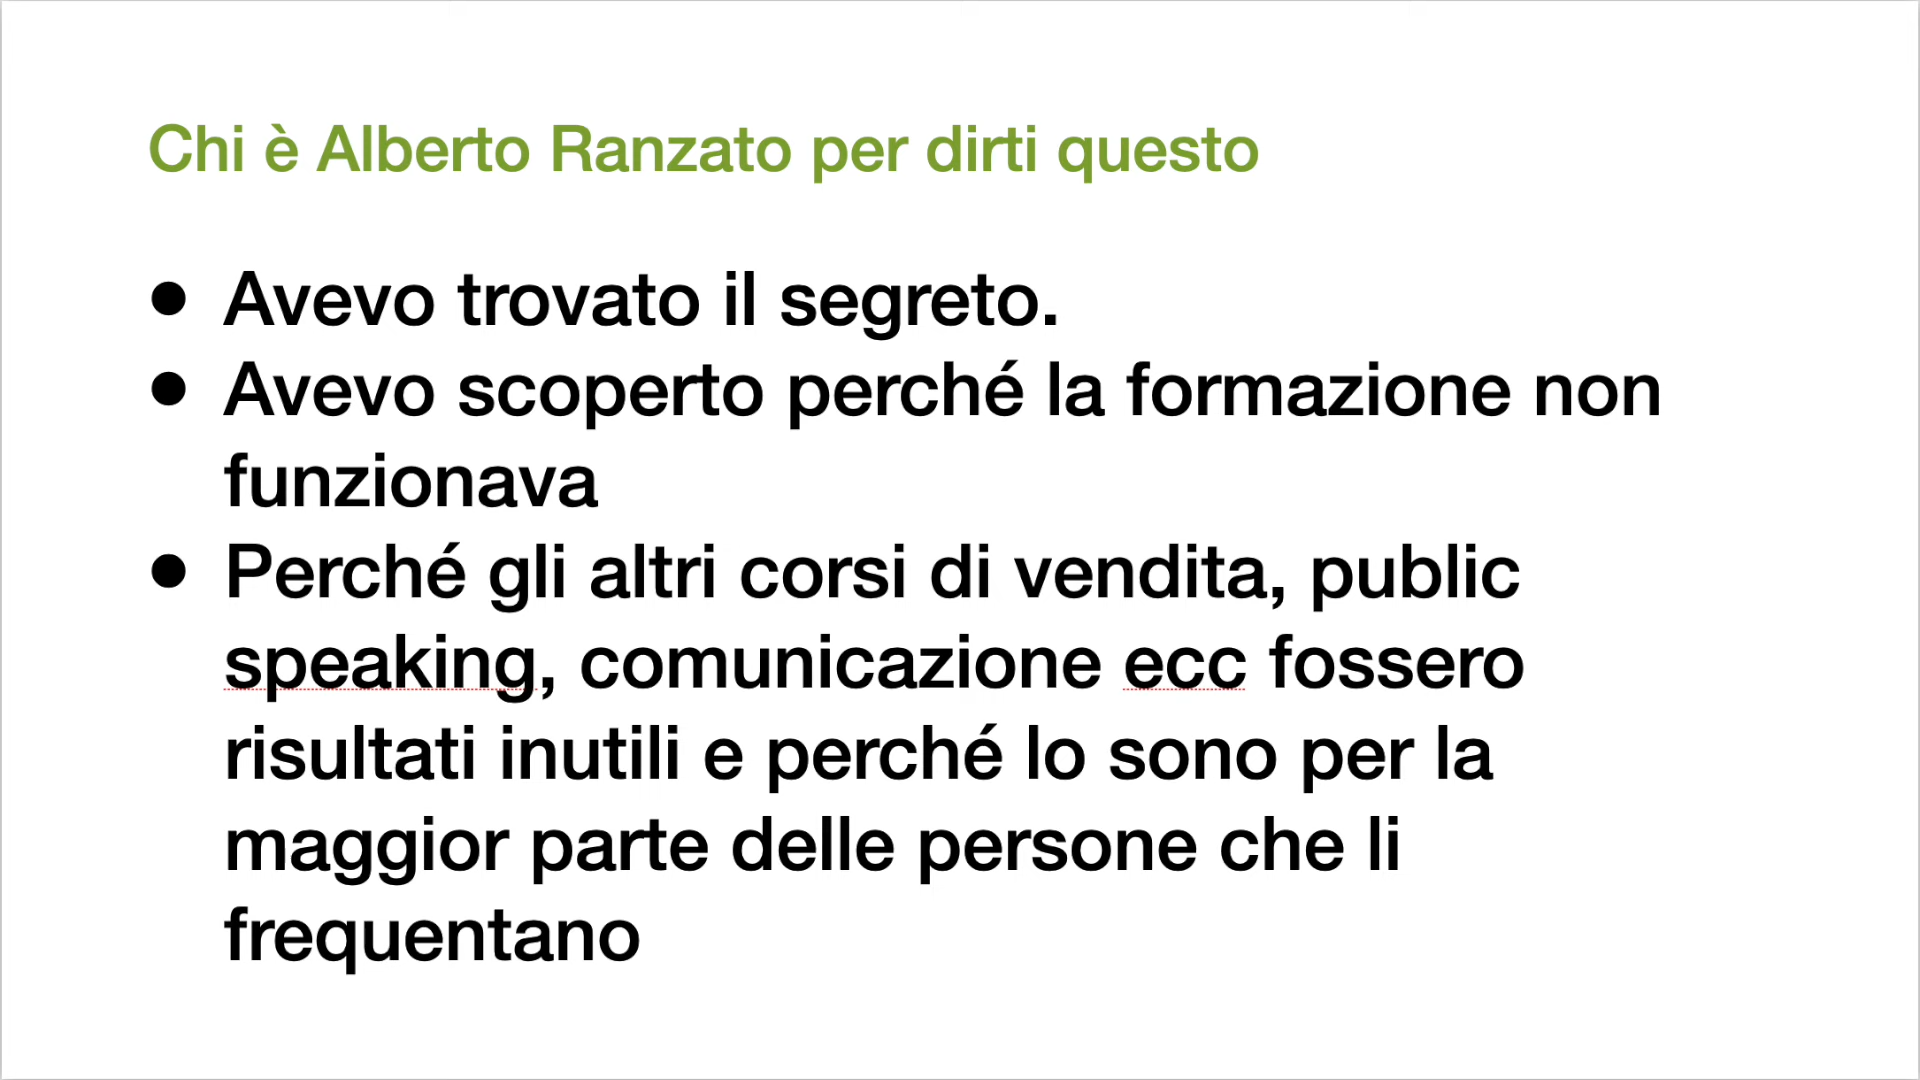 Chi è Alberto Ranzato per dirti questo
● Avevo trovato il segreto.
● Avevo scoperto perché la formazione non
funzionava
● Perché gli altri corsi di vendita, public
speaking, comunicazione ecc fossero
risultati inutili e perché lo sono per la
maggior parte delle persone che li
frequentano